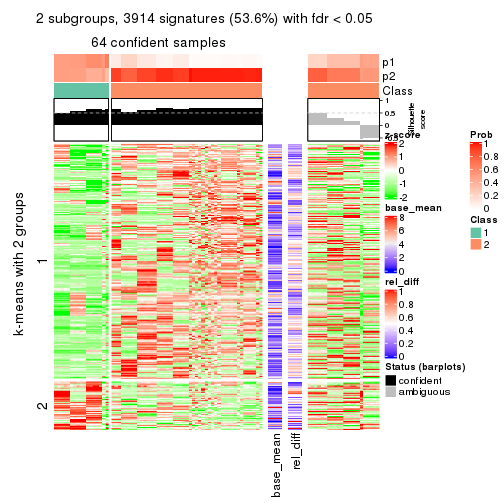 2 subgroups, 3914 signatures (53.6%) with fdr < 0.05
64 confident samples
p1
p2
Class
1
0.5
0
-0.5
Silhouette
score
k-means with 2 groups
1
2
base_mean
rel_diff
z-score
2
1
0
-1
-2
base_mean
8
6
4
2
0
rel_diff
1
0.8
0.6
0.4
0.2
0
Status (barplots)
confident
ambiguous
Prob
1
0.8
0.6
0.4
0.2
0
Class
1
2